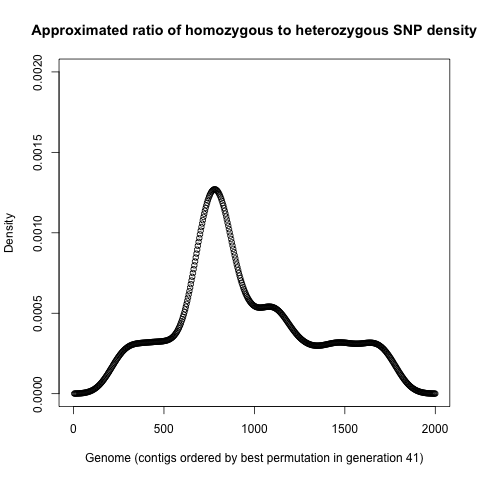 Approximated ratio of homozygous to heterozygous SNP density
0.0020
0.0015
0.0010
0.0005
0.0000
Density
0 500 1000 1500 2000
Genome (contigs ordered by best permutation in generation 41)